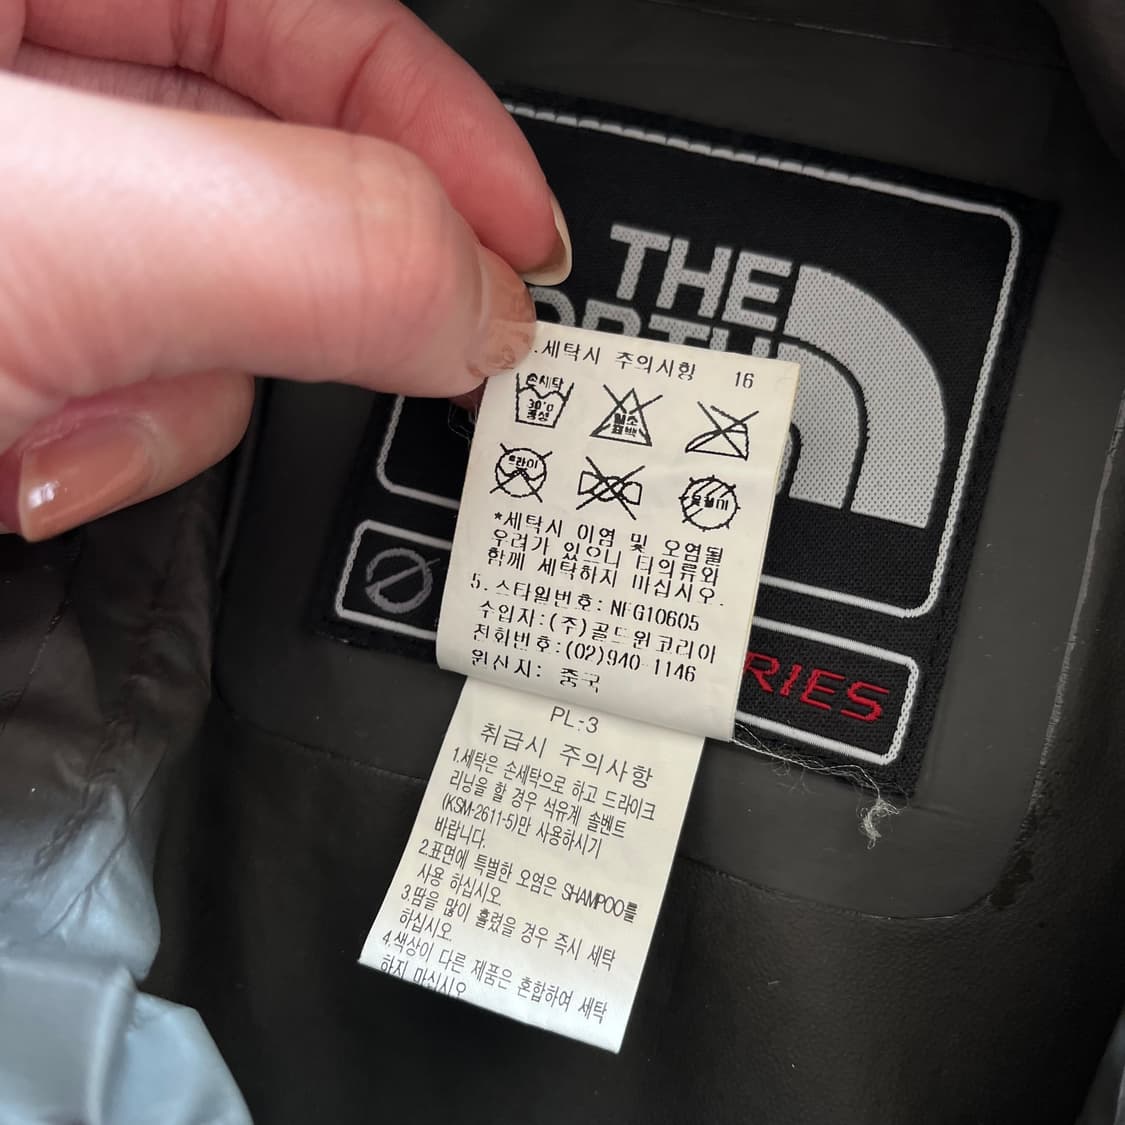 THE
NORTH
세탁시 주의사항 16
손세탁
30℃
중성
염소
표백
드라이
*세탁시 이염 및 오염될
우려가 있으니 타의류와
함께 세탁하지 마십시오.
5. 스타일번호: NFG10605
수입자:(주)골드윈코리아
전화번호:(02)940-1146
원산지: 중국
RIES
PL-3
취급시 주의사항
1.세탁은 손세탁으로 하고 드라이크
리닝을 할 경우 석유계 솔벤트
(KSM-2611-5)만 사용하시기
바랍니다.
2.표면에 특별한 오염은 SHAMPOO를
사용 하십시오
3.땀을 많이 흘렸을 경우 즉시 세탁
하십시오.
4.색상이 다른 제품은 혼합하여 세탁
하지 마십시오